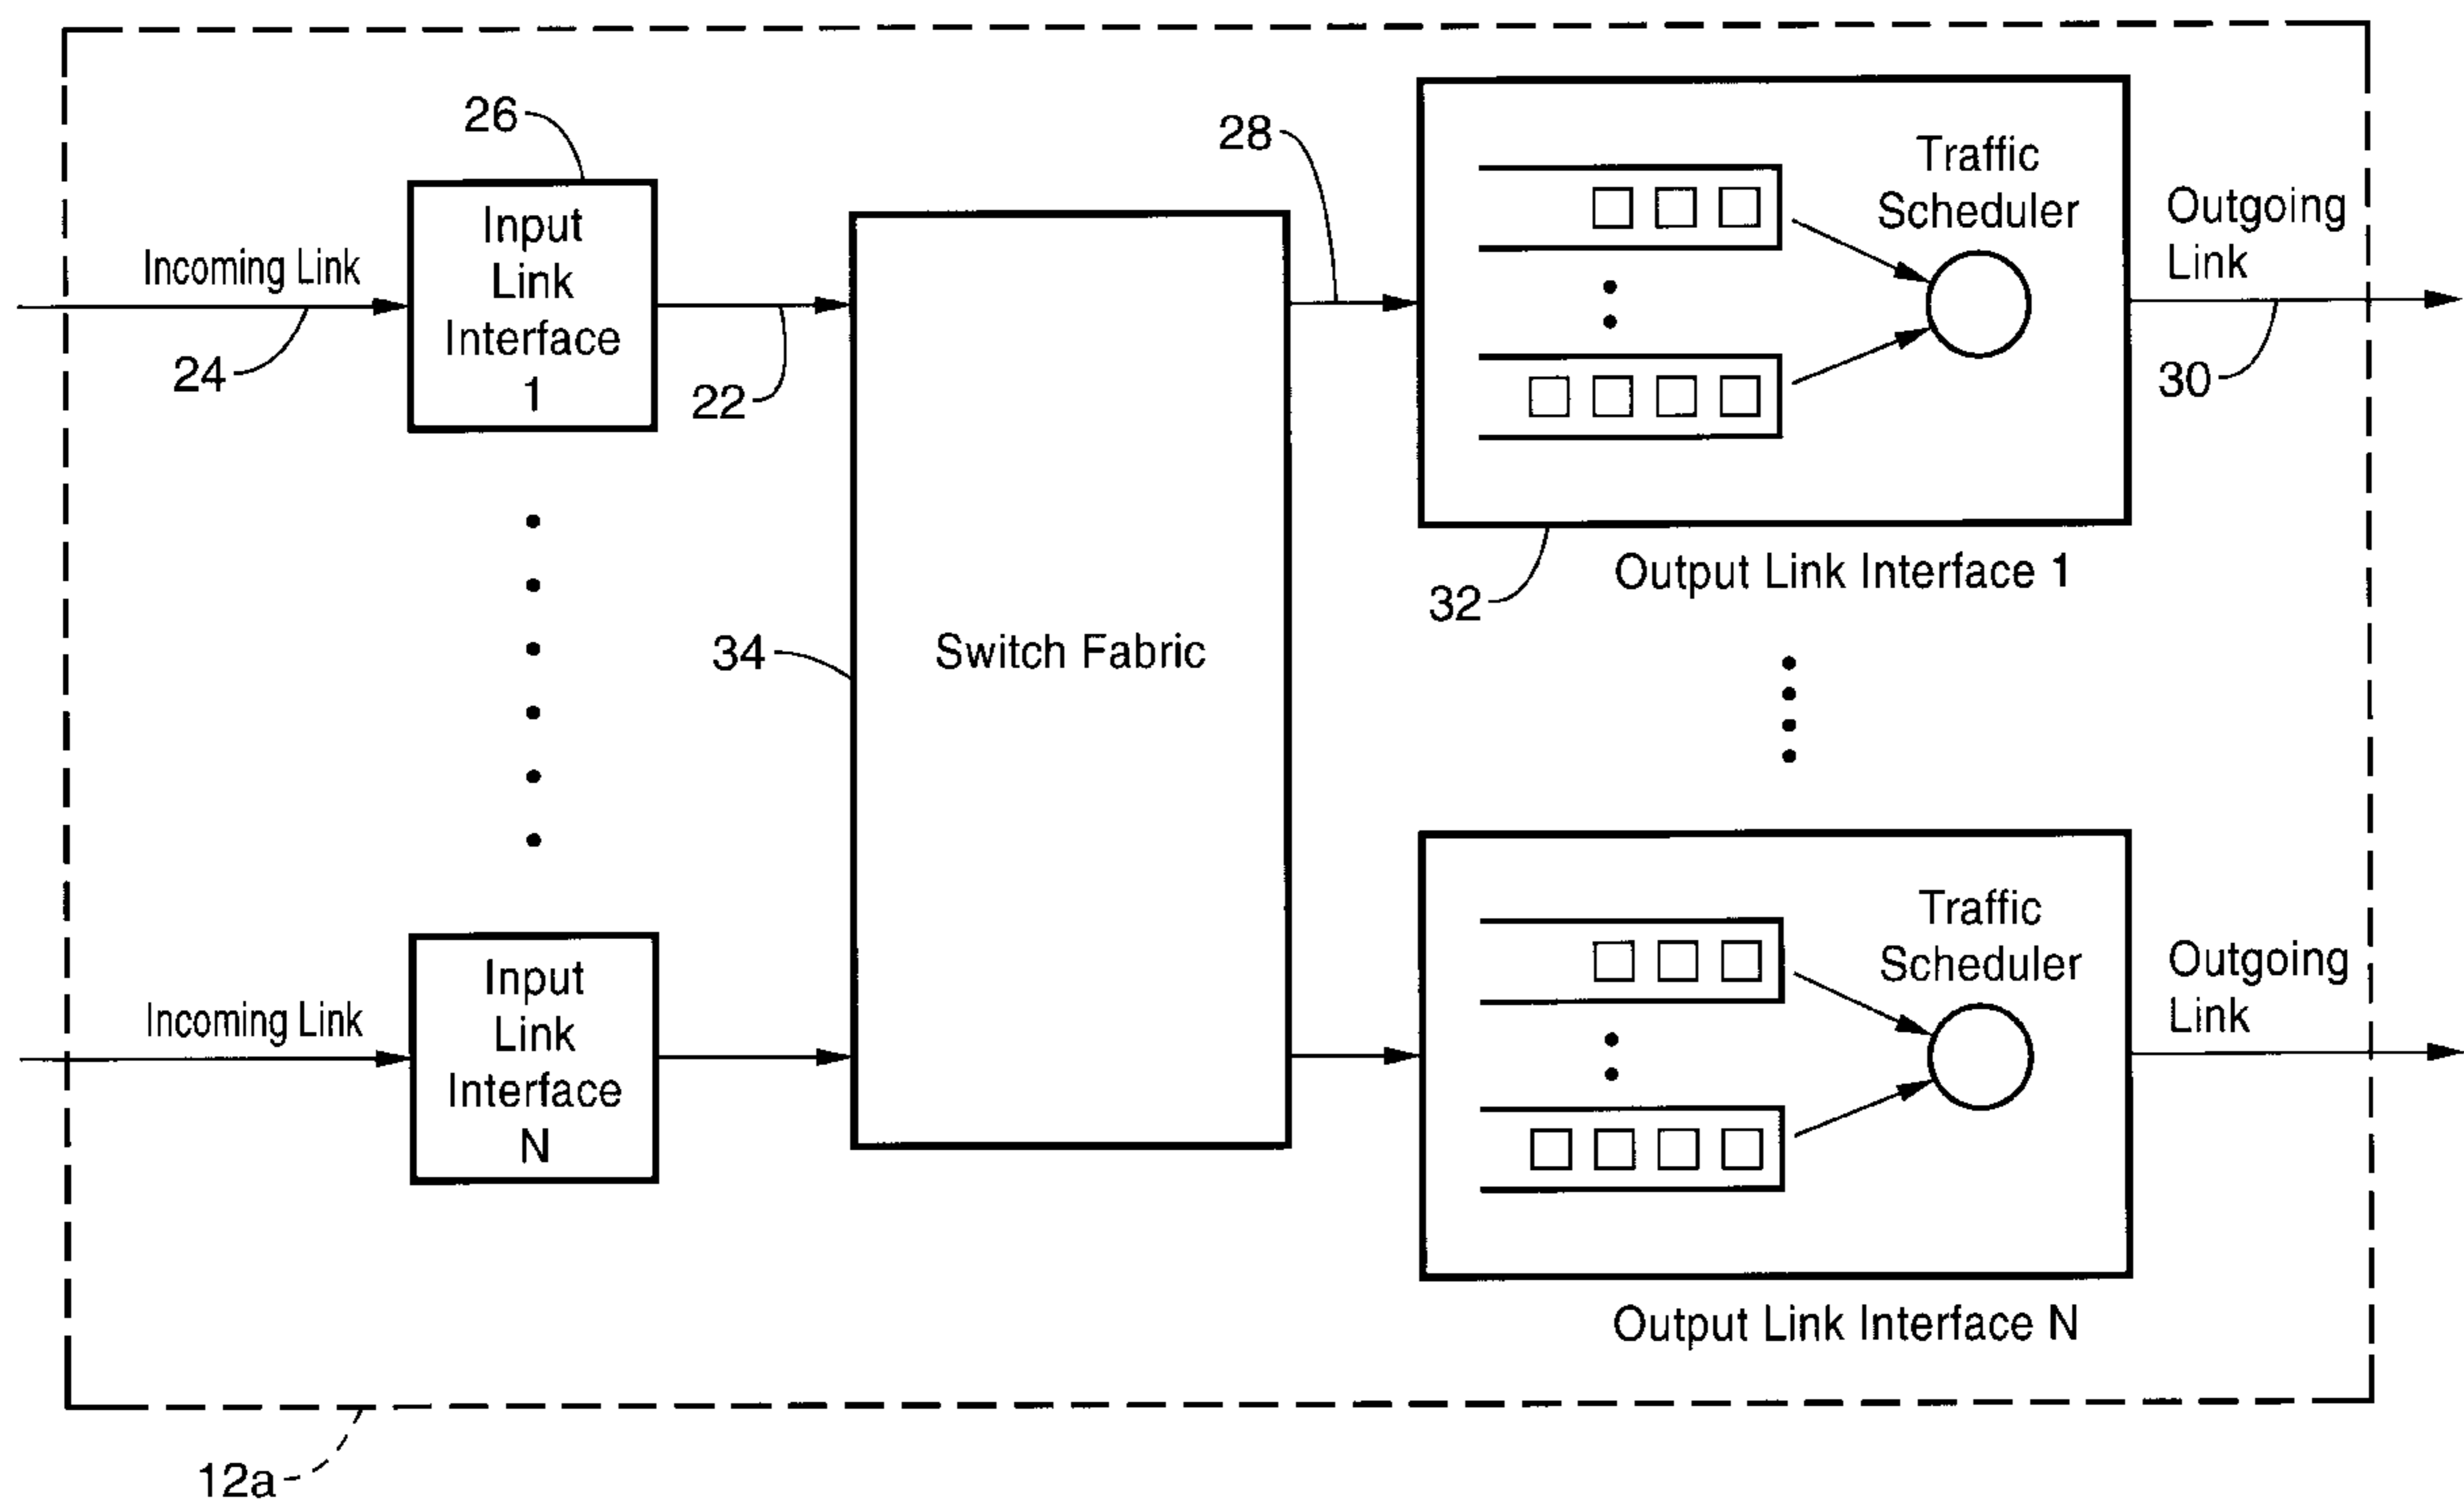 26
28
Traffic
Scheduler
Outgoing
Link
Input
Link
Interface
1
Incoming Link
24
22
30
Output Link Interface 1
32
34
Switch Fabric
Traffic
Scheduler
Outgoing
Link
Input
Link
Interface
N
Incoming Link
Output Link Interface N
12a